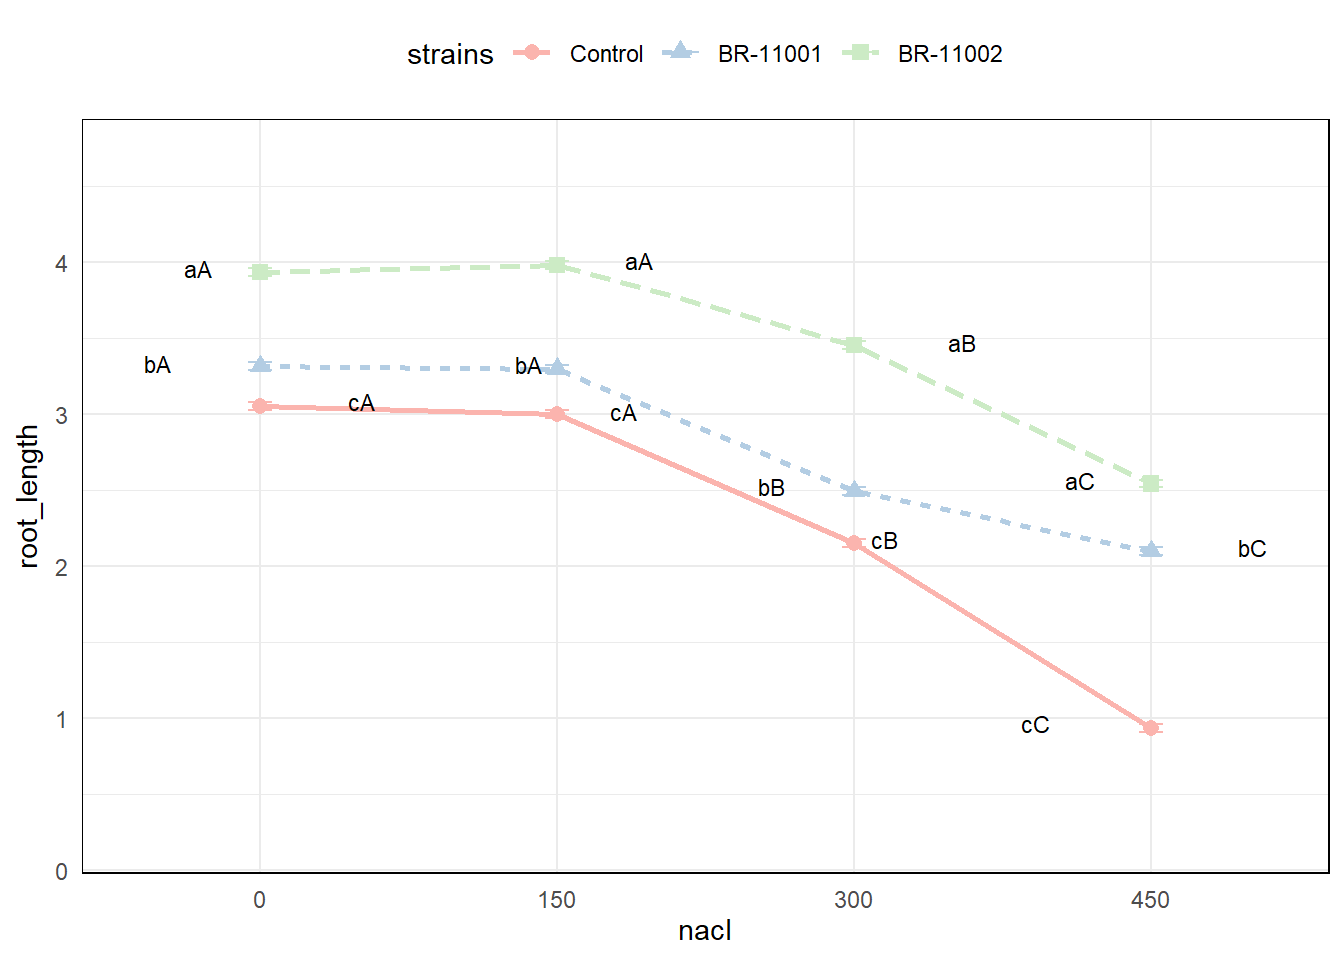 strains Control BR-11001 BR-11002
root_length
4
3
2
1
0
aA
aA
aB
bA
bA
cA
cA
bB
aC
cB
bC
cC
0 150 300 450
nacl